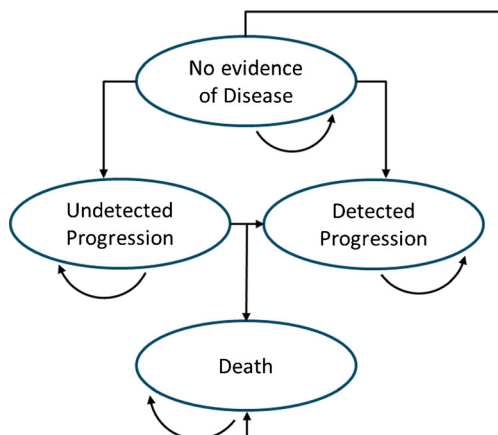 No evidence
of Disease
Undetected
Progression
Detected
Progression
Death